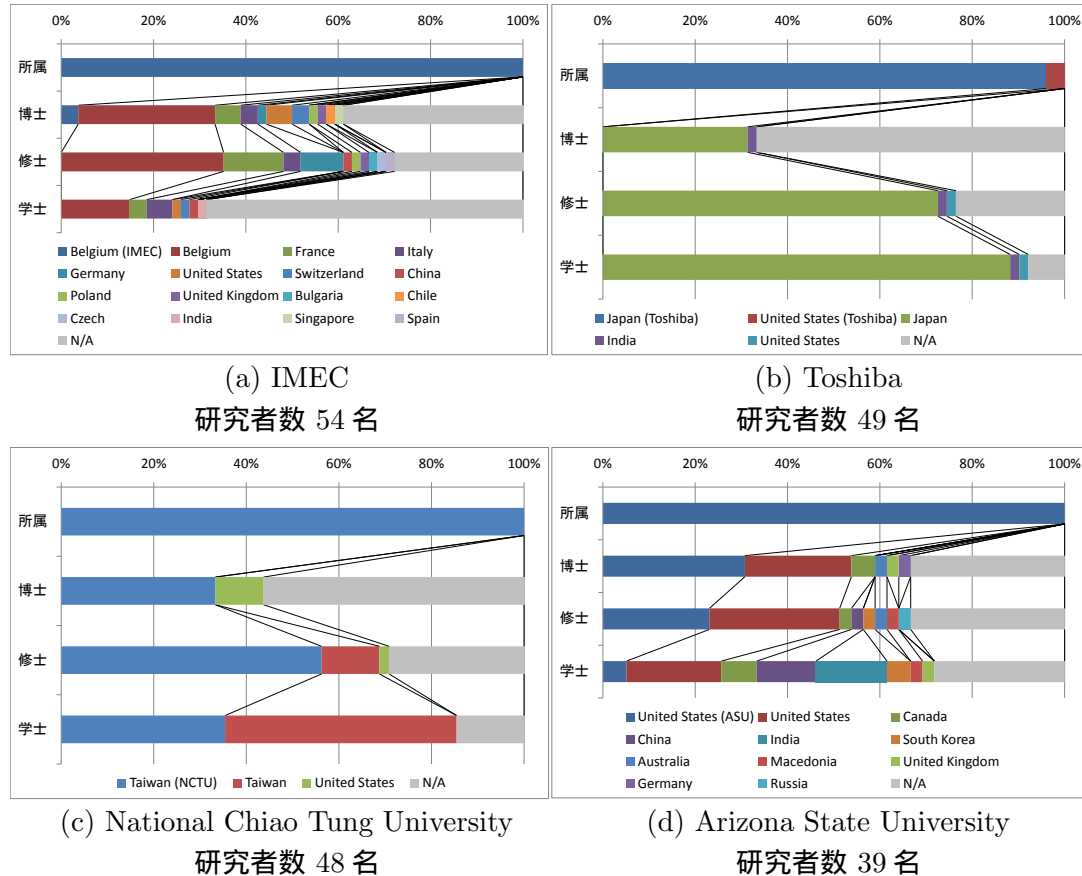 0% 20% 40% 60% 80% 100%
所属
博士
修士
学士
Belgium (IMEC) Belgium France Italy
Germany United States Switzerland China
Poland United Kingdom Bulgaria Chile
Czech India Singapore Spain
N/A
(a) IMEC
研究者数 54 名
0% 20% 40% 60% 80% 100%
所属
博士
修士
学士
Japan (Toshiba) United States (Toshiba) Japan
India United States N/A
(b) Toshiba
研究者数 49 名
0% 20% 40% 60% 80% 100%
所属
博士
修士
学士
Taiwan (NCTU) Taiwan United States N/A
(c) National Chiao Tung University
研究者数 48 名
0% 20% 40% 60% 80% 100%
所属
博士
修士
学士
United States (ASU) United States Canada
China India South Korea
Australia Macedonia United Kingdom
Germany Russia N/A
(d) Arizona State University
研究者数 39 名